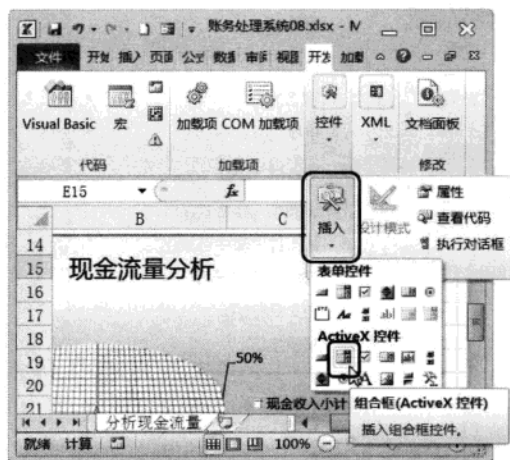 账务处理系统08.xlsx - M
文件 开始 插入 页面 公式 数据 审阅 视图 开发 加载
Visual Basic 宏 加载项 COM 加载项 控件 XML 文档面板
代码 加载项 修改
E15 fx
插入 设计模式 属性
查看代码
执行对话框
B C
14
15 现金流量分析
16
17
18
19
20
21
表单控件
Aa ab|
ActiveX 控件
A
50%
现金收入小计
组合框(ActiveX 控件)
插入组合框控件。
分析现金流量
就绪 计算 100%